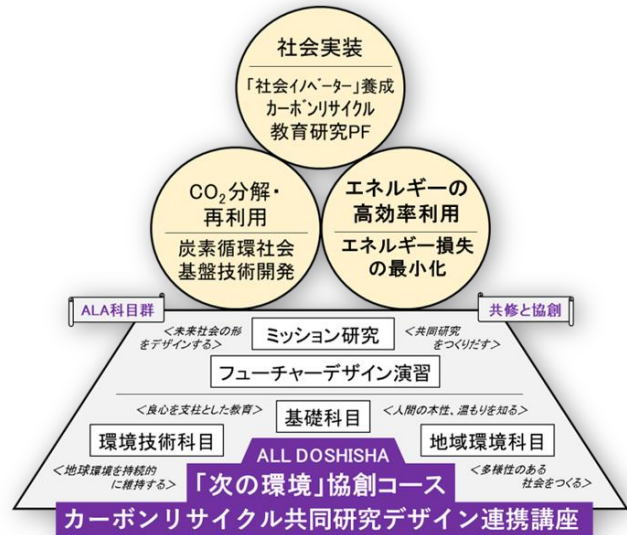 社会実装
「社会ｲﾉﾍﾞｰﾀｰ」養成
ｶｰﾎﾞﾝﾘｻｲｸﾙ
教育研究PF
CO₂分解・
再利用
炭素循環社会
基盤技術開発
エネルギーの
高効率利用
エネルギー損失
の最小化
ALA科目群
共修と協創
＜未来社会の形
をデザインする＞
ミッション研究
＜共同研究
をつくりだす＞
フューチャーデザイン演習
＜良心を支柱とした教育＞
基礎科目
＜人間の本性、温もりを知る＞
環境技術科目
地域環境科目
＜地球環境を持続的
に維持する＞
＜多様性のある
社会をつくる＞
ALL DOSHISHA
「次の環境」協創コース
カーボンリサイクル共同研究デザイン連携講座